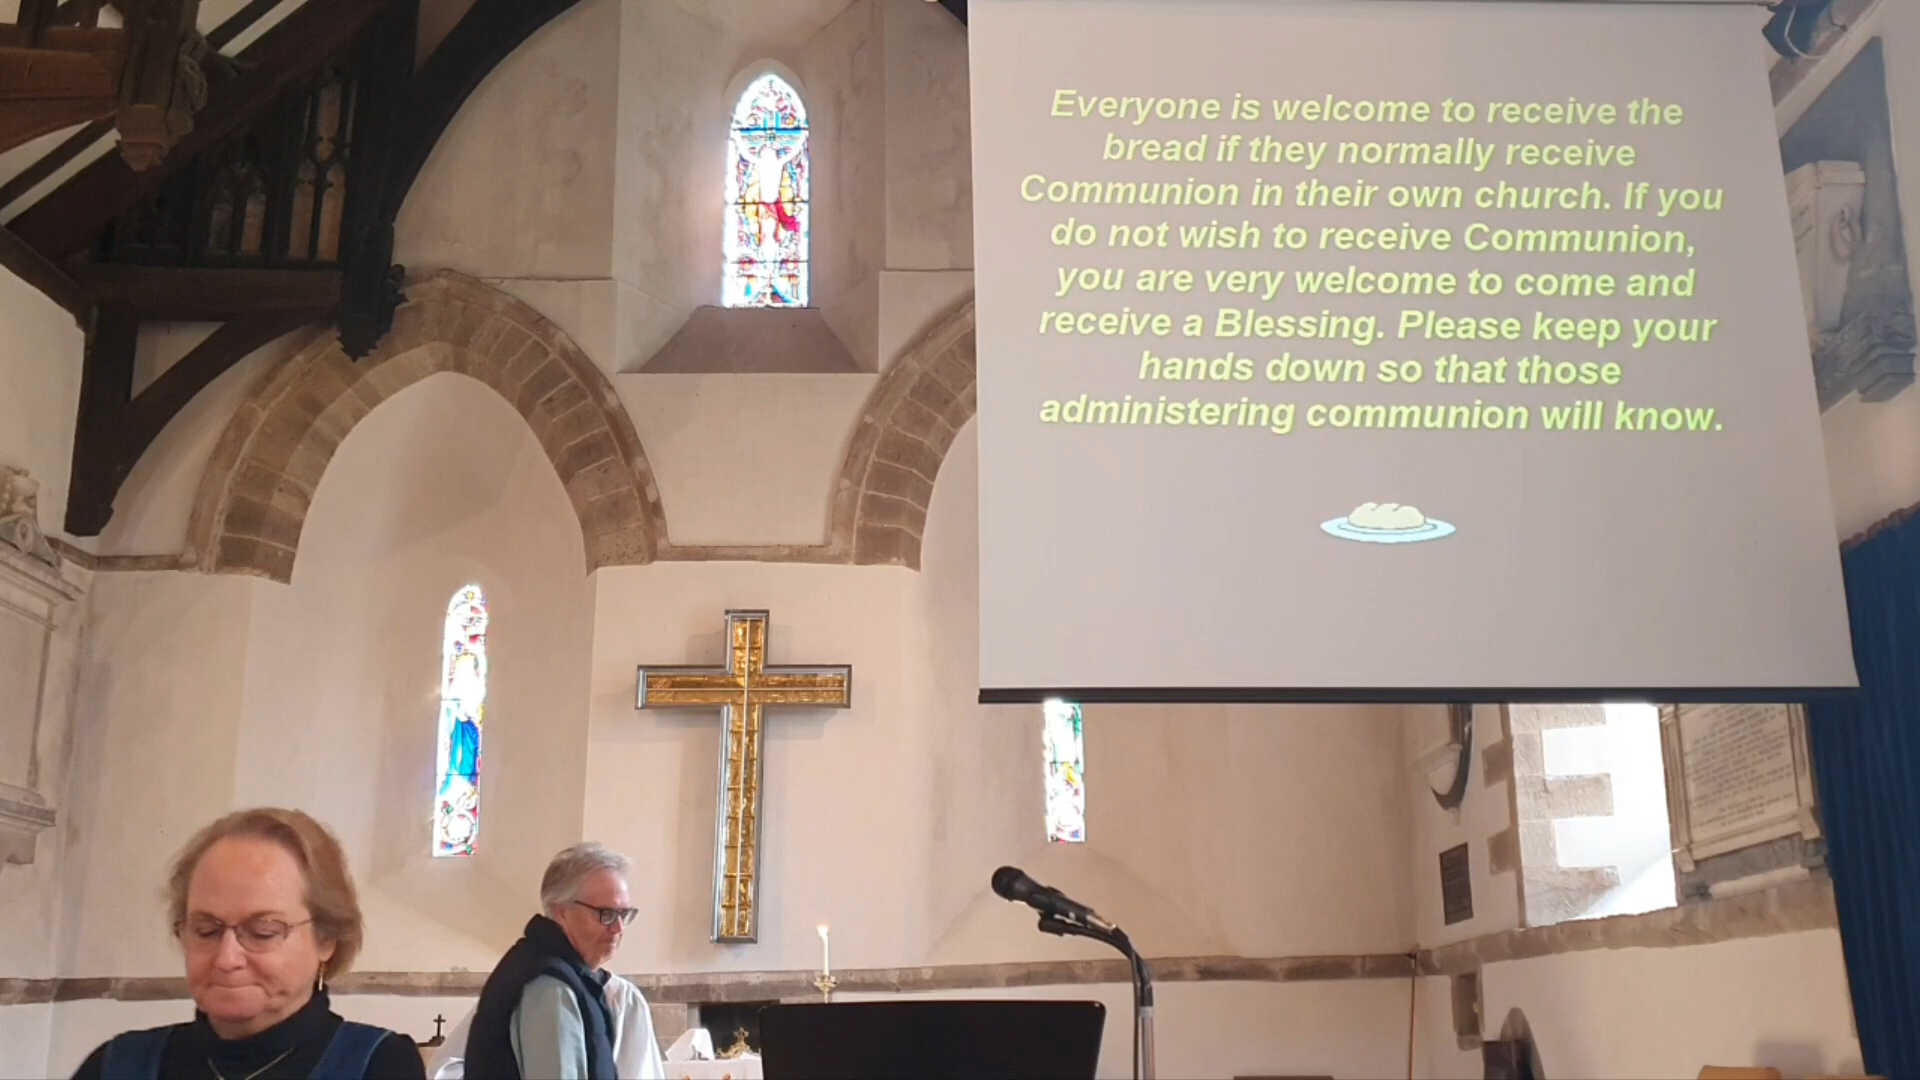 Everyone is welcome to receive the
bread if they normally receive
Communion in their own church. If you
do not wish to receive Communion,
you are very welcome to come and
receive a Blessing. Please keep your
hands down so that those
administering communion will know.